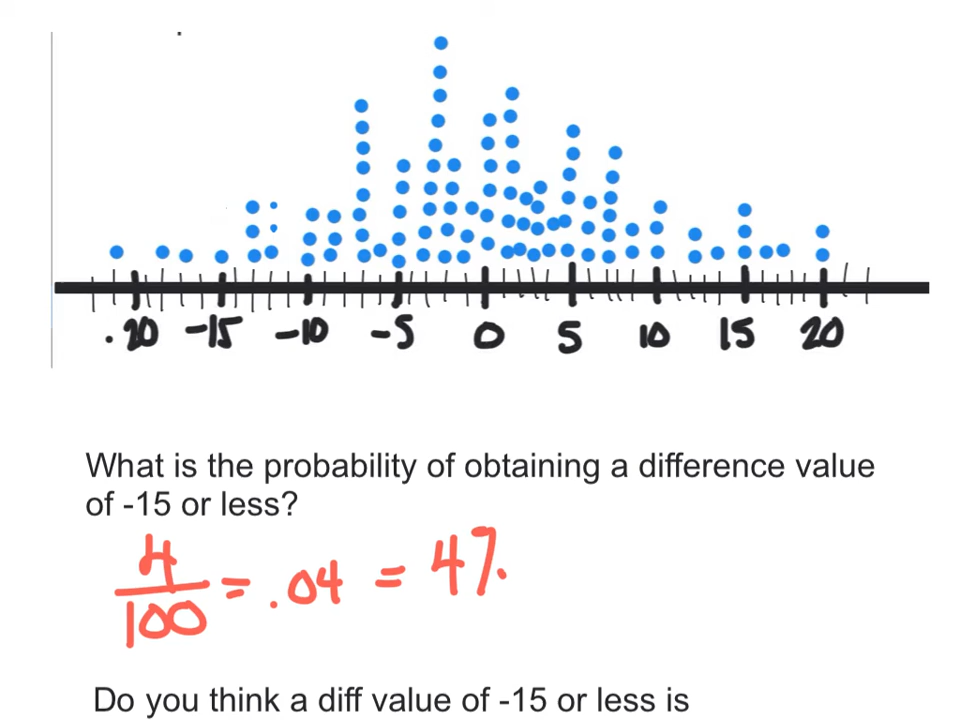 . 20 -15 -10 -5 0 5 10 15 20
What is the probability of obtaining a difference value
of -15 or less?
4/100 = .04 = 4%
Do you think a diff value of -15 or less is